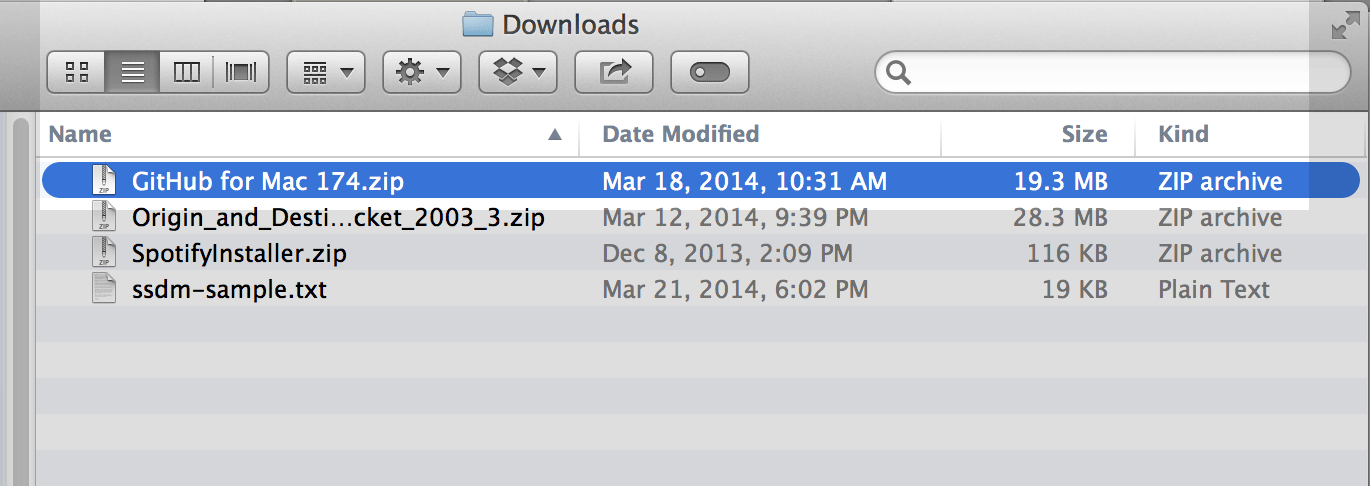 Downloads
Name Date Modified Size Kind
GitHub for Mac 174.zip Mar 18, 2014, 10:31 AM 19.3 MB ZIP archive
Origin_and_Desti...cket_2003_3.zip Mar 12, 2014, 9:39 PM 28.3 MB ZIP archive
SpotifyInstaller.zip Dec 8, 2013, 2:09 PM 116 KB ZIP archive
ssdm-sample.txt Mar 21, 2014, 6:02 PM 19 KB Plain Text